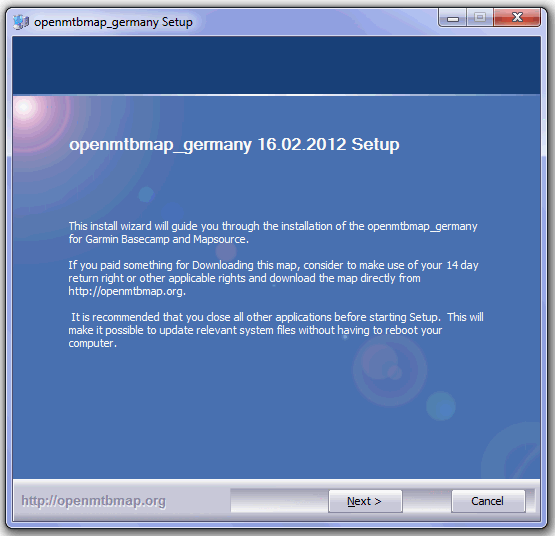 openmtbmap_germany Setup
openmtbmap_germany 16.02.2012 Setup
This install wizard will guide you through the installation of the openmtbmap_germany
for Garmin Basecamp and Mapsource.
If you paid something for Downloading this map, consider to make use of your 14 day
return right or other applicable rights and download the map directly from
http://openmtbmap.org.
It is recommended that you close all other applications before starting Setup.  This will
make it possible to update relevant system files without having to reboot your
computer.
http://openmtbmap.org
Next >
Cancel